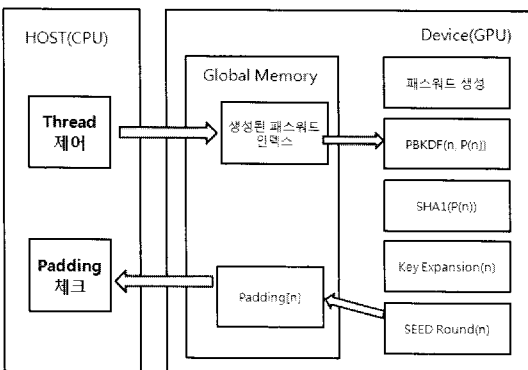 HOST(CPU)
Device(GPU)
Global Memory
Thread
제어
생성된 패스워드
인덱스
패스워드 생성
PBKDF(n, P(n))
SHA1(P(n))
Padding
체크
Padding[n]
Key Expansion(n)
SEED Round(n)